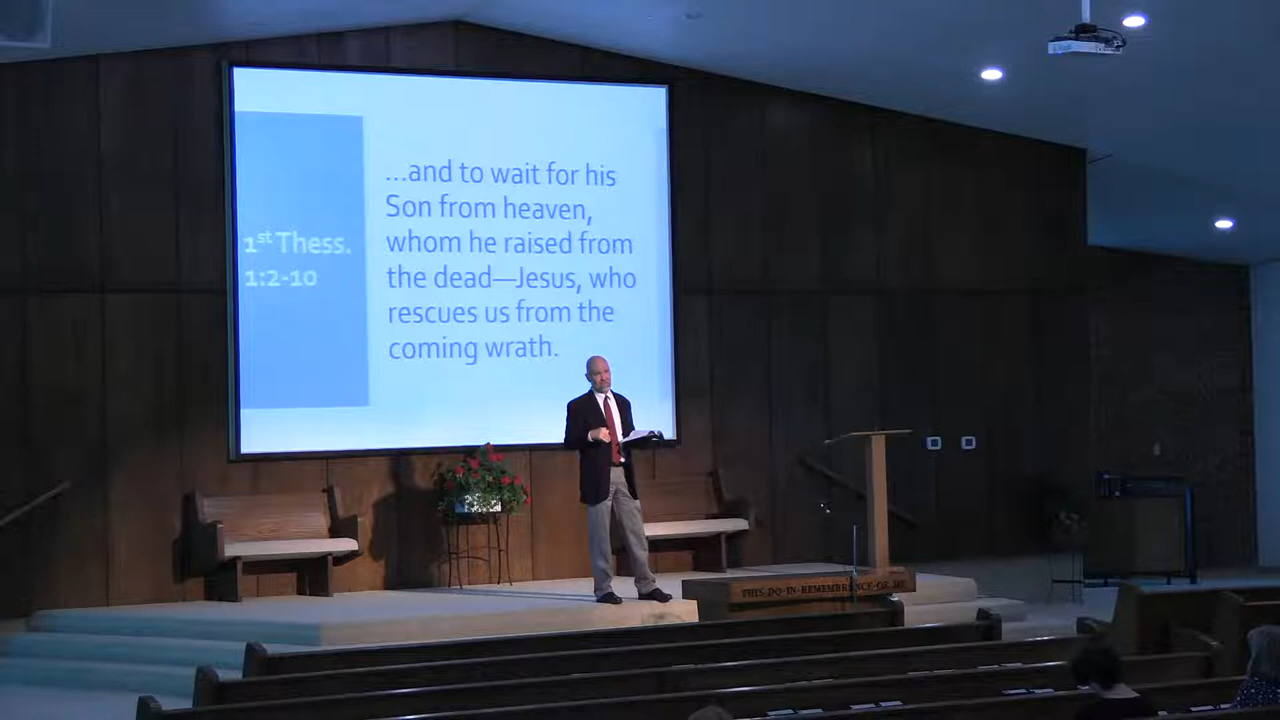 1st Thess.
1:2-10
...and to wait for his
Son from heaven,
whom he raised from
the dead—Jesus, who
rescues us from the
coming wrath.
THIS·DO·IN·REMEMBRANCE·OF·ME